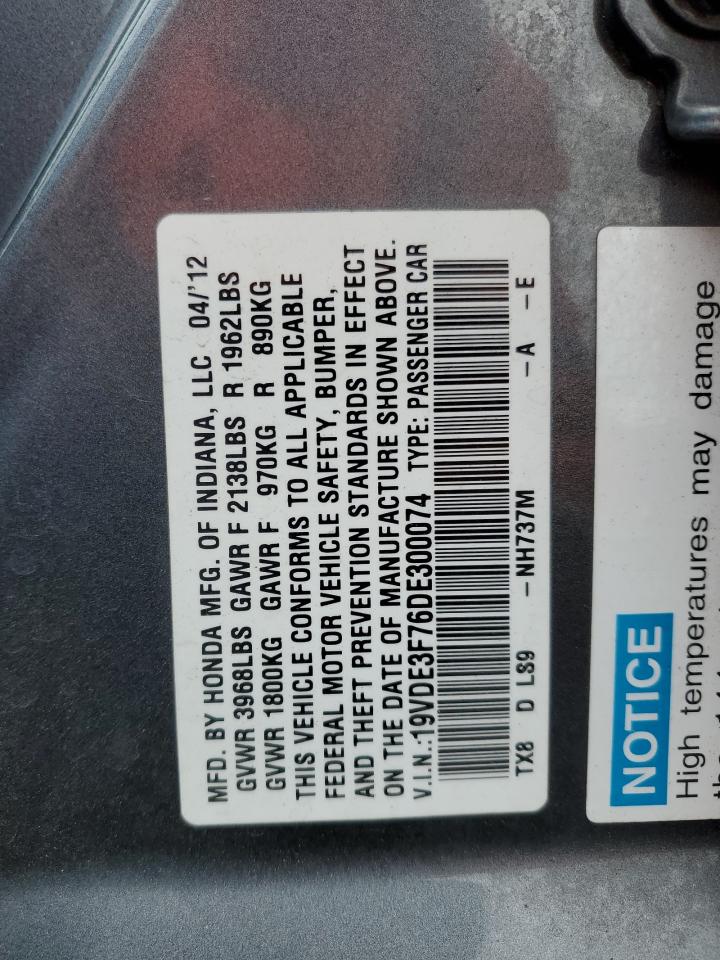 MFD. BY HONDA MFG. OF INDIANA, LLC 04/'12
GVWR 3968LBS GAWR F 2138LBS R 1962LBS
GVWR 1800KG GAWR F 970KG R 890KG
THIS VEHICLE CONFORMS TO ALL APPLICABLE
FEDERAL MOTOR VEHICLE SAFETY, BUMPER,
AND THEFT PREVENTION STANDARDS IN EFFECT
ON THE DATE OF MANUFACTURE SHOWN ABOVE.
V.I.N.:19VDE3F76DE300074 TYPE: PASSENGER CAR
TX8 D LS9 -NH737M -A -E
NOTICE
High temperatures may damage